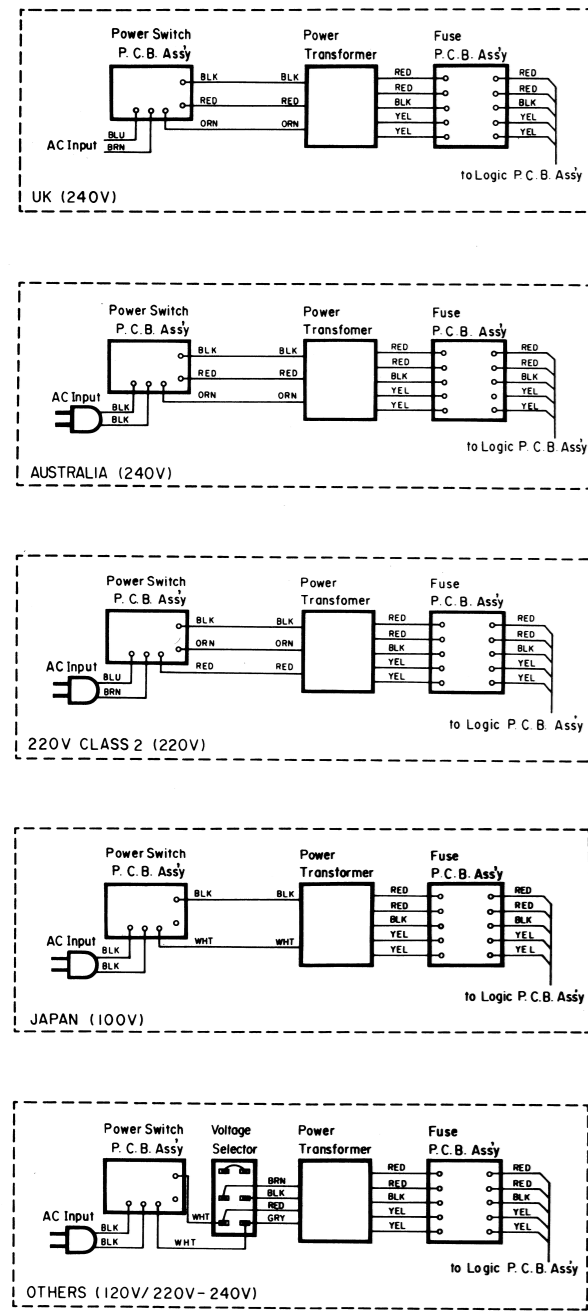 Power Switch
P. C. B. Ass'y
Power
Transformer
Fuse
P. C. B. Ass'y
BLK BLK RED RED
RED RED RED RED
BLK BLK
ORN ORN YEL YEL
YEL YEL
BLU
AC Input
BRN
to Logic P. C. B. Ass'y
UK (240V)
Power Switch
P. C. B. Ass'y
Power
Transfomer
Fuse
P. C. B. Ass'y
BLK BLK RED RED
RED RED
RED RED BLK BLK
ORN ORN YEL YEL
YEL YEL
AC Input
BLK
BLK
to Logic P. C. B. Ass'y
AUSTRALIA (240V)
Power Switch
P. C. B. Ass'y
Power
Transfomer
Fuse
P. C. B. Ass'y
BLK BLK RED RED
RED RED
ORN ORN BLK BLK
RED RED YEL YEL
YEL YEL
AC Input
BLU
BRN
to Logic P. C. B. Ass'y
220V CLASS 2 (220V)
Power Switch
P. C. B. Ass'y
Power
Transformer
Fuse
P. C. B. Ass'y
BLK BLK RED RED
RED RED
BLK BLK
WHT WHT YEL YEL
YEL YEL
AC Input
BLK
BLK
to Logic P. C. B. Ass'y
JAPAN (100V)
Power Switch
P. C. B. Ass'y
Voltage
Selector
Power
Transformer
Fuse
P. C. B. Ass'y
RED RED
BRN RED RED
BLK BLK BLK
RED YEL YEL
WHT GRY YEL YEL
AC Input
BLK
BLK
WHT
to Logic P. C. B. Ass'y
OTHERS (120V/220V-240V)